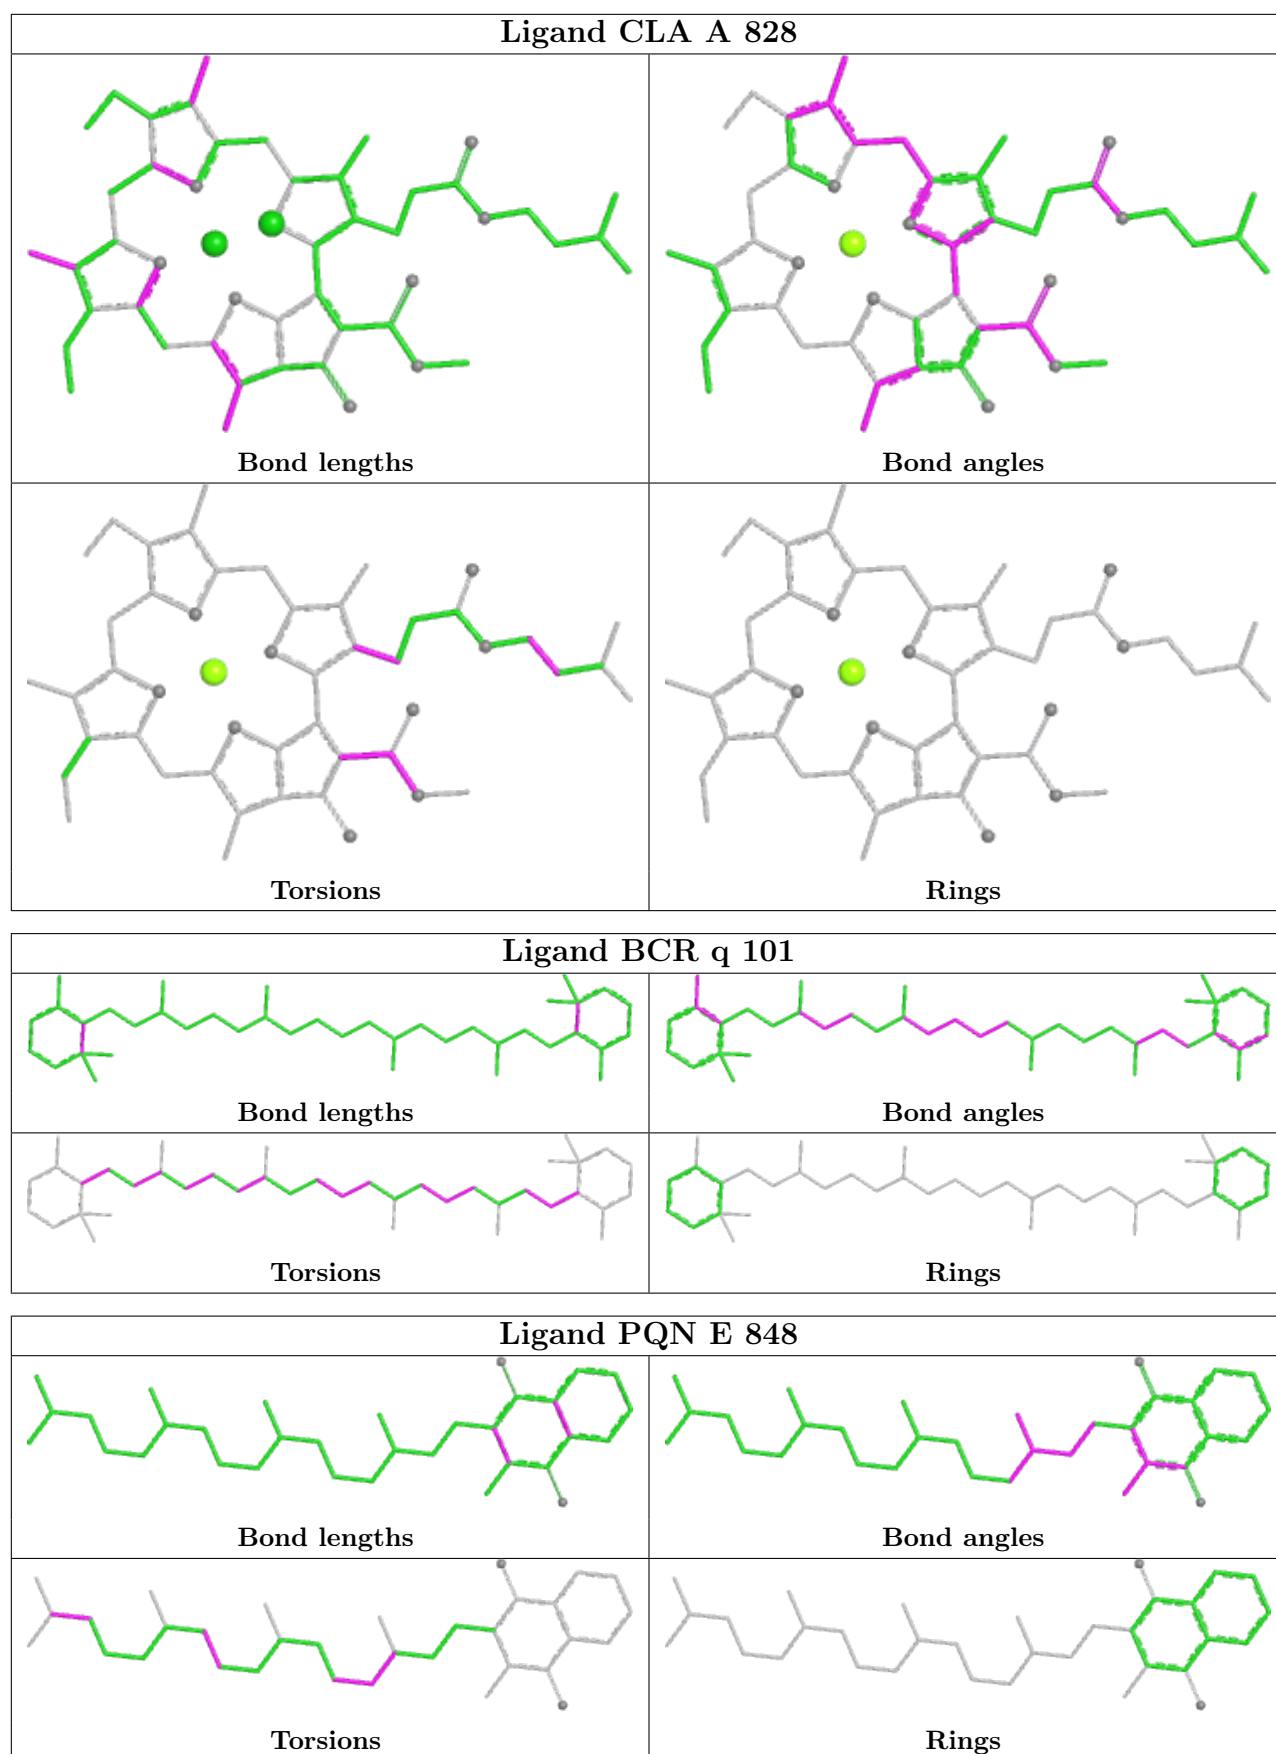 Ligand CLA A 828
Bond lengths
Bond angles
Torsions
Rings
Ligand BCR q 101
Bond lengths
Bond angles
Torsions
Rings
Ligand PQN E 848
Bond lengths
Bond angles
Torsions
Rings